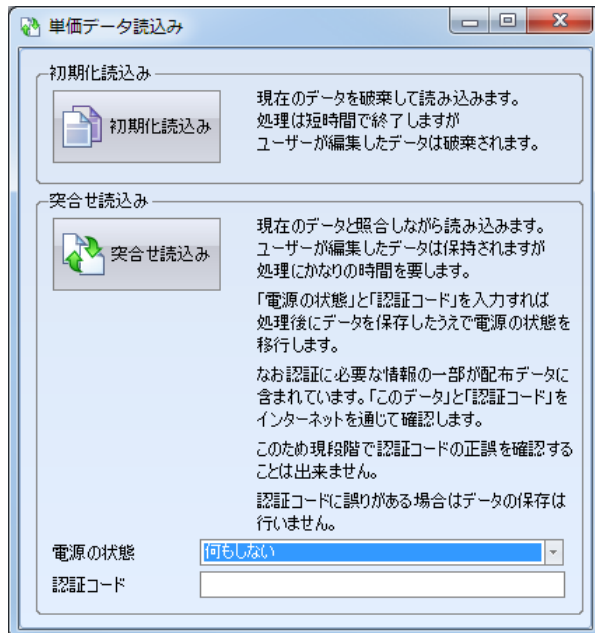 単価データ読込み
初期化読込み
初期化読込み
現在のデータを破棄して読み込みます。
処理は短時間で終了しますが
ユーザーが編集したデータは破棄されます。
突合せ読込み
突合せ読込み
現在のデータと照合しながら読み込みます。
ユーザーが編集したデータは保持されますが
処理にかなりの時間を要します。
「電源の状態」と「認証コード」を入力すれば
処理後にデータを保存したうえで電源の状態を
移行します。
なお認証に必要な情報の一部が配布データに
含まれています。「このデータ」と「認証コード」を
インターネットを通じて確認します。
このため現段階で認証コードの正誤を確認する
ことは出来ません。
認証コードに誤りがある場合はデータの保存は
行いません。
電源の状態 何もしない
認証コード